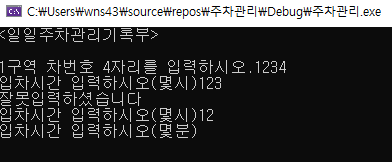 C:\Users\wns43\source\repos\주차관리\Debug\주차관리.exe
<일일주차관리기록부>
1구역 차번호 4자리를 입력하시오.1234
입차시간 입력하시오(몇시)123
잘못입력하셨습니다
입차시간 입력하시오(몇시)12
입차시간 입력하시오(몇분)